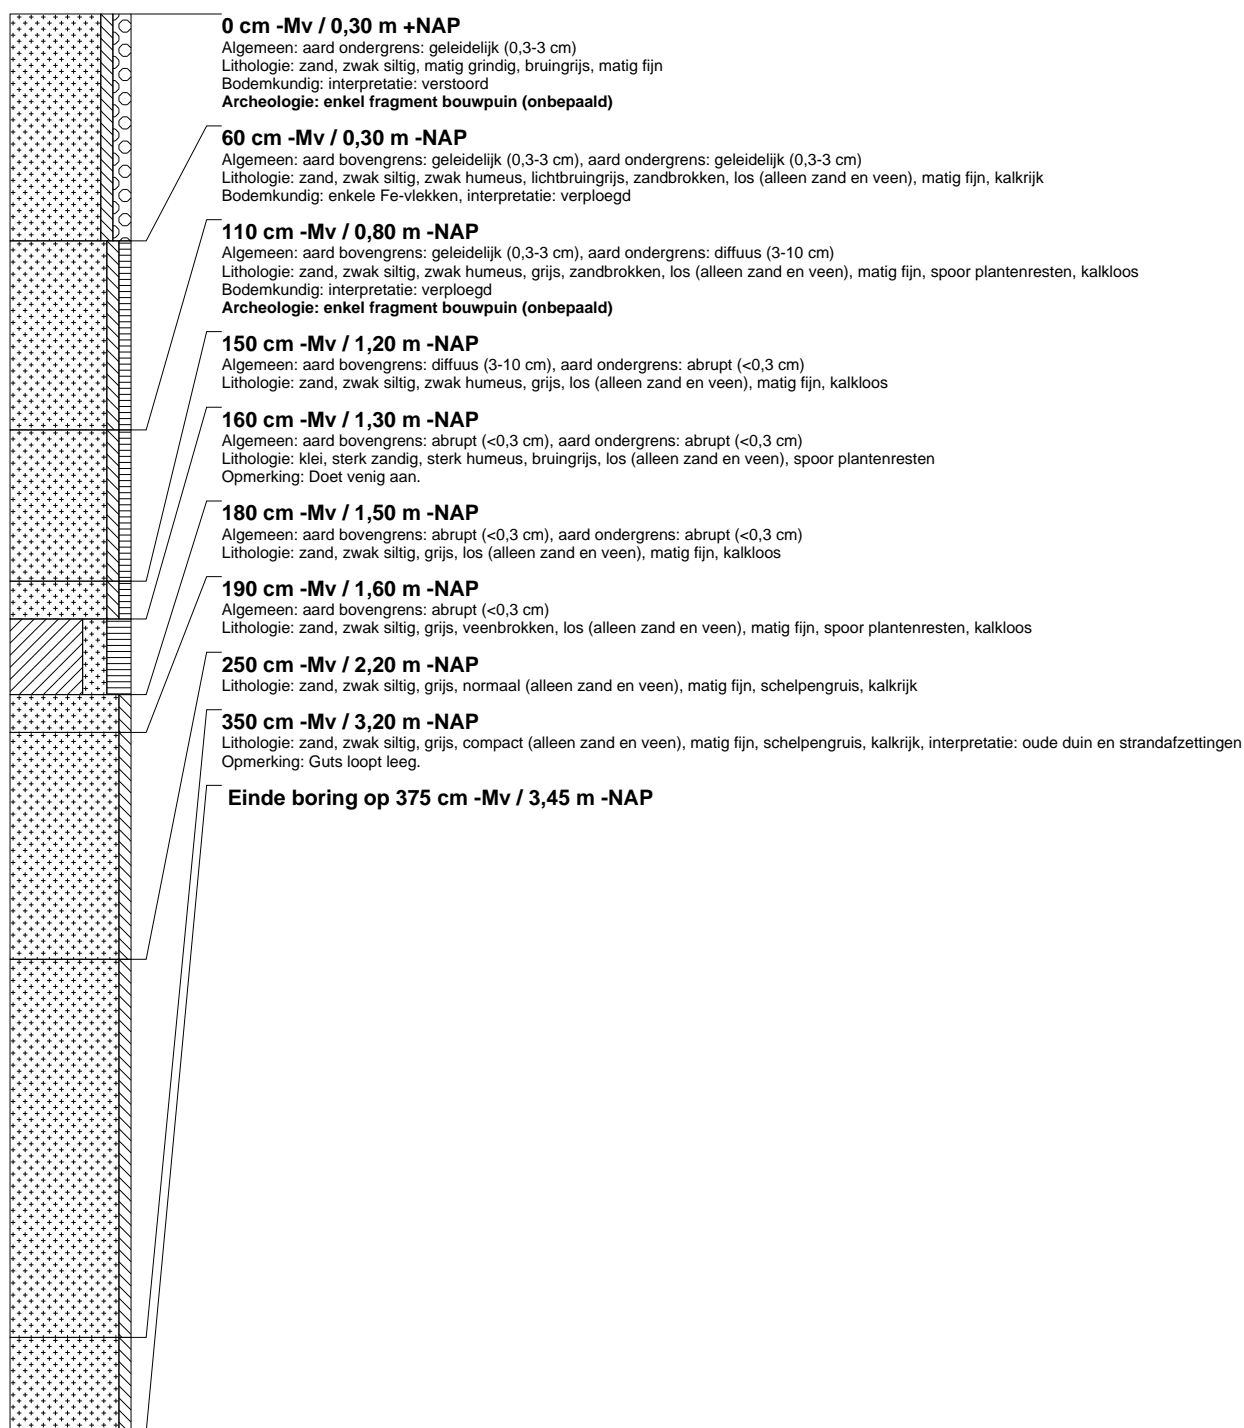 0 cm -Mv / 0,30 m +NAP
Algemeen: aard ondergrens: geleidelijk (0,3-3 cm)
Lithologie: zand, zwak siltig, matig grindig, bruingrijs, matig fijn
Bodemkundig: interpretatie: verstoord
Archeologie: enkel fragment bouwpuin (onbepaald)
60 cm -Mv / 0,30 m -NAP
Algemeen: aard bovengrens: geleidelijk (0,3-3 cm), aard ondergrens: geleidelijk (0,3-3 cm)
Lithologie: zand, zwak siltig, zwak humeus, lichtbruingrijs, zandbrokken, los (alleen zand en veen), matig fijn, kalkrijk
Bodemkundig: enkele Fe-vlekken, interpretatie: verploegd
110 cm -Mv / 0,80 m -NAP
Algemeen: aard bovengrens: geleidelijk (0,3-3 cm), aard ondergrens: diffuus (3-10 cm)
Lithologie: zand, zwak siltig, zwak humeus, grijs, zandbrokken, los (alleen zand en veen), matig fijn, spoor plantenresten, kalkloos
Bodemkundig: interpretatie: verploegd
Archeologie: enkel fragment bouwpuin (onbepaald)
150 cm -Mv / 1,20 m -NAP
Algemeen: aard bovengrens: diffuus (3-10 cm), aard ondergrens: abrupt (<0,3 cm)
Lithologie: zand, zwak siltig, zwak humeus, grijs, los (alleen zand en veen), matig fijn, kalkloos
160 cm -Mv / 1,30 m -NAP
Algemeen: aard bovengrens: abrupt (<0,3 cm), aard ondergrens: abrupt (<0,3 cm)
Lithologie: klei, sterk zandig, sterk humeus, bruingrijs, los (alleen zand en veen), spoor plantenresten
Opmerking: Doet venig aan.
180 cm -Mv / 1,50 m -NAP
Algemeen: aard bovengrens: abrupt (<0,3 cm), aard ondergrens: abrupt (<0,3 cm)
Lithologie: zand, zwak siltig, grijs, los (alleen zand en veen), matig fijn, kalkloos
190 cm -Mv / 1,60 m -NAP
Algemeen: aard bovengrens: abrupt (<0,3 cm)
Lithologie: zand, zwak siltig, grijs, veenbrokken, los (alleen zand en veen), matig fijn, spoor plantenresten, kalkloos
250 cm -Mv / 2,20 m -NAP
Lithologie: zand, zwak siltig, grijs, normaal (alleen zand en veen), matig fijn, schelpengruis, kalkrijk
350 cm -Mv / 3,20 m -NAP
Lithologie: zand, zwak siltig, grijs, compact (alleen zand en veen), matig fijn, schelpengruis, kalkrijk, interpretatie: oude duin en strandafzettingen
Opmerking: Guts loopt leeg.
Einde boring op 375 cm -Mv / 3,45 m -NAP